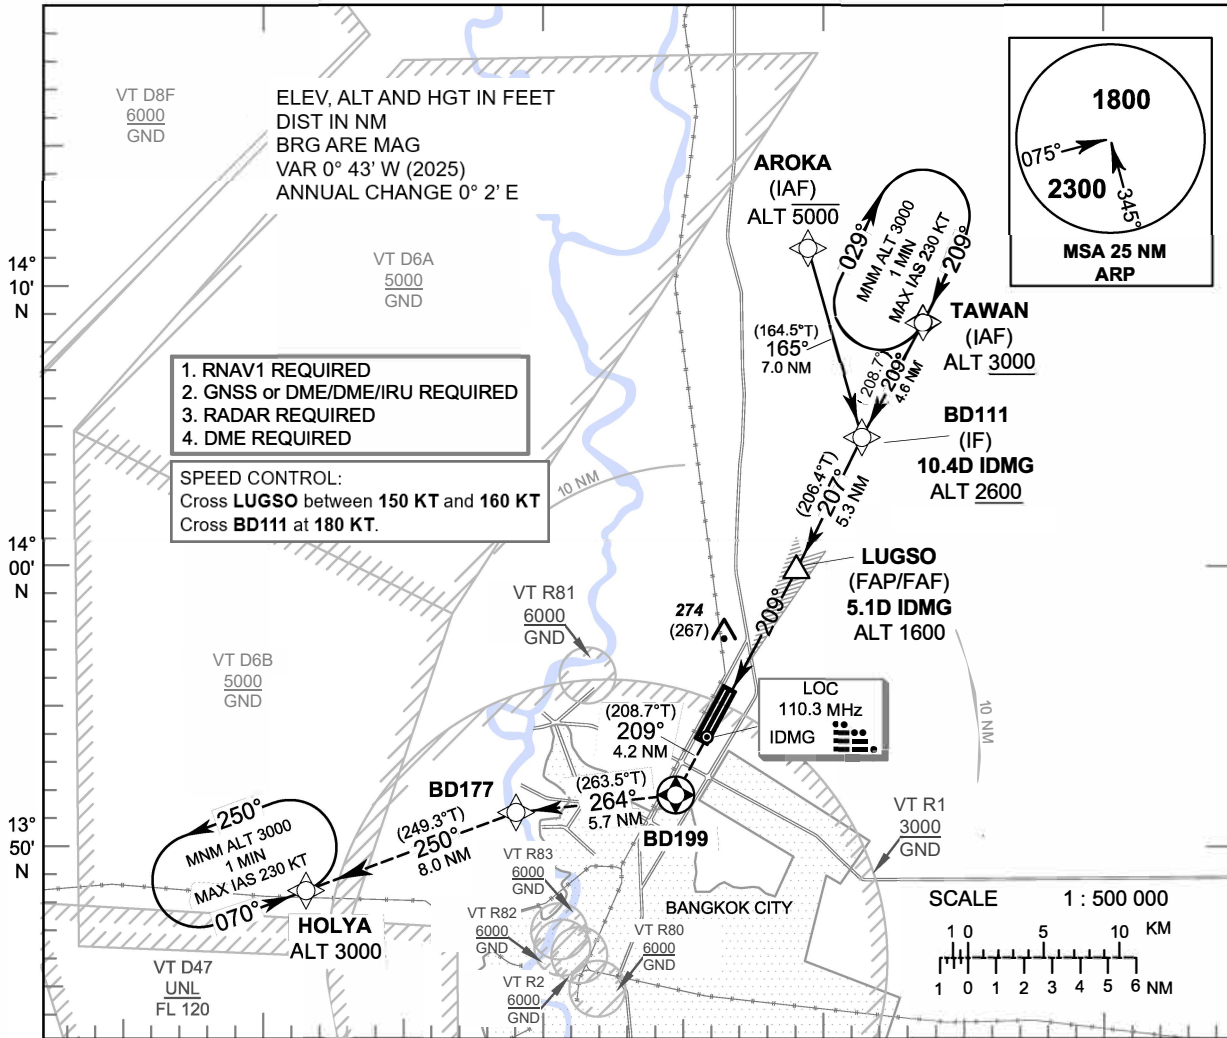 VT D8F
6000
GND
ELEV, ALT AND HGT IN FEET
DIST IN NM
BRG ARE MAG
VAR 0° 43’ W (2025)
ANNUAL CHANGE 0° 2’ E
AROKA
(IAF)
ALT 5000
029°
MNM ALT 3000
1 MIN
MAX IAS 230 KT
209°
1800
075°
2300
345°
MSA 25 NM
ARP
14°
10'
N
VT D6A
5000
GND
TAWAN
(IAF)
ALT 3000
(164.5°T)
165°
7.0 NM
(208.7°
209°
4.6 NM
1. RNAV1 REQUIRED
2. GNSS or DME/DME/IRU REQUIRED
3. RADAR REQUIRED
4. DME REQUIRED
BD111
(IF)
10.4D IDMG
ALT 2600
SPEED CONTROL:
Cross LUGSO between 150 KT and 160 KT
Cross BD111 at 180 KT.
10 NM
(206.4°T)
207°
5.3 NM
14°
00'
N
LUGSO
(FAP/FAF)
5.1D IDMG
ALT 1600
VT R81
6000
GND
274
(267)
209°
VT D6B
5000
GND
LOC
110.3 MHz
IDMG
10 NM
(208.7°T)
209°
4.2 NM
(263.5°T)
264°
5.7 NM
BD177
BD199
(249.3°T)
250°
8.0 NM
VT R1
3000
GND
13°
50'
N
250°
MNM ALT 3000
1 MIN
MAX IAS 230 KT
070°
HOLYA
ALT 3000
VT R83
6000
GND
VT R82
6000
GND
BANGKOK CITY
VT R80
6000
GND
VT R2
6000
GND
VT D47
UNL
FL 120
SCALE 1 : 500 000
1 0 5 10 KM
1 0 1 2 3 4 5 6 NM